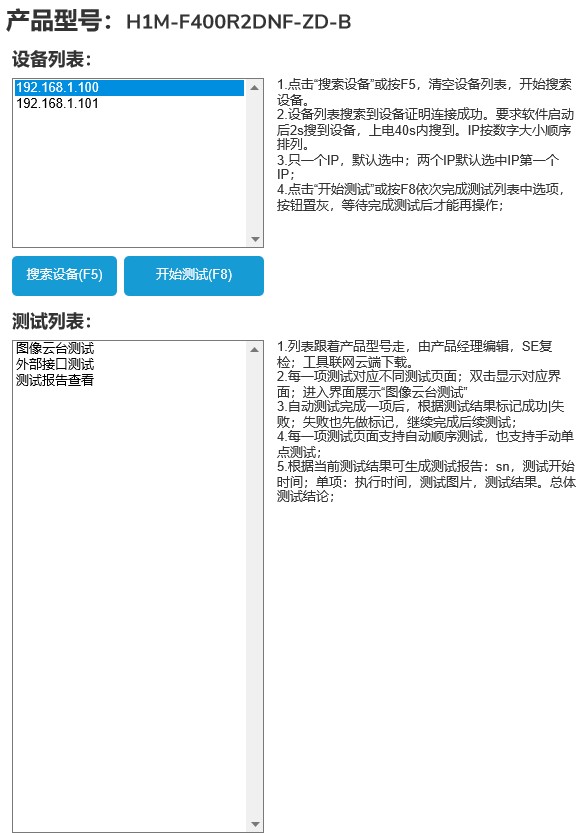 产品型号：H1M-F400R2DNF-ZD-B
设备列表：
192.168.1.100
192.168.1.101
1.点击“搜索设备”或按F5，清空设备列表，开始搜索
设备。
2.设备列表搜索到设备证明连接成功。要求软件启动
后2s搜到设备，上电40s内搜到。IP按数字大小顺序
排列。
3.只一个IP，默认选中；两个IP默认选中IP第一个
IP；
4.点击“开始测试”或按F8依次完成测试列表中选项，
按钮置灰，等待完成测试后才能再操作；
搜索设备(F5)
开始测试(F8)
测试列表：
图像云台测试
外部接口测试
测试报告查看
1.列表跟着产品型号走，由产品经理编辑，SE复
检；工具联网云端下载。
2.每一项测试对应不同测试页面；双击显示对应界
面；进入界面展示“图像云台测试”
3.自动测试完成一项后，根据测试结果标记成功|失
败；失败也先做标记，继续完成后续测试；
4.每一项测试页面支持自动顺序测试，也支持手动单
点测试；
5.根据当前测试结果可生成测试报告：sn，测试开始
时间；单项：执行时间，测试图片，测试结果。总体
测试结论；